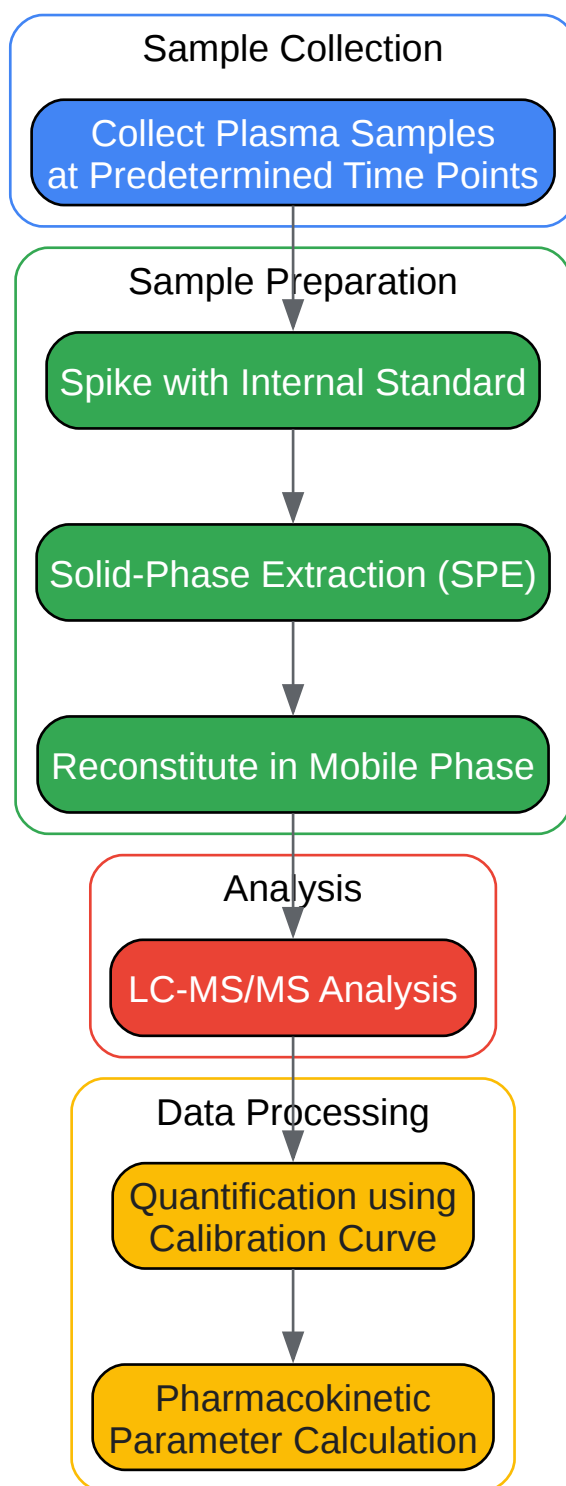 Sample Collection
Collect Plasma Samples
at Predetermined Time Points
Sample Preparation
Spike with Internal Standard
Solid-Phase Extraction (SPE)
Reconstitute in Mobile Phase
Analysis
LC-MS/MS Analysis
Data Processing
Quantification using
Calibration Curve
Pharmacokinetic
Parameter Calculation